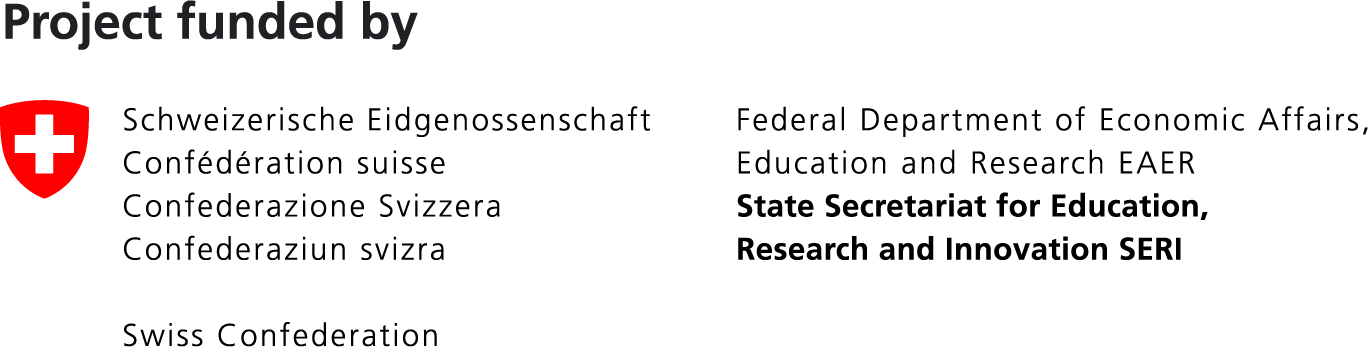 Project funded by
Schweizerische Eidgenossenschaft
Confédération suisse
Confederazione Svizzera
Confederaziun svizra
Swiss Confederation
Federal Department of Economic Affairs,
Education and Research EAER
State Secretariat for Education,
Research and Innovation SERI